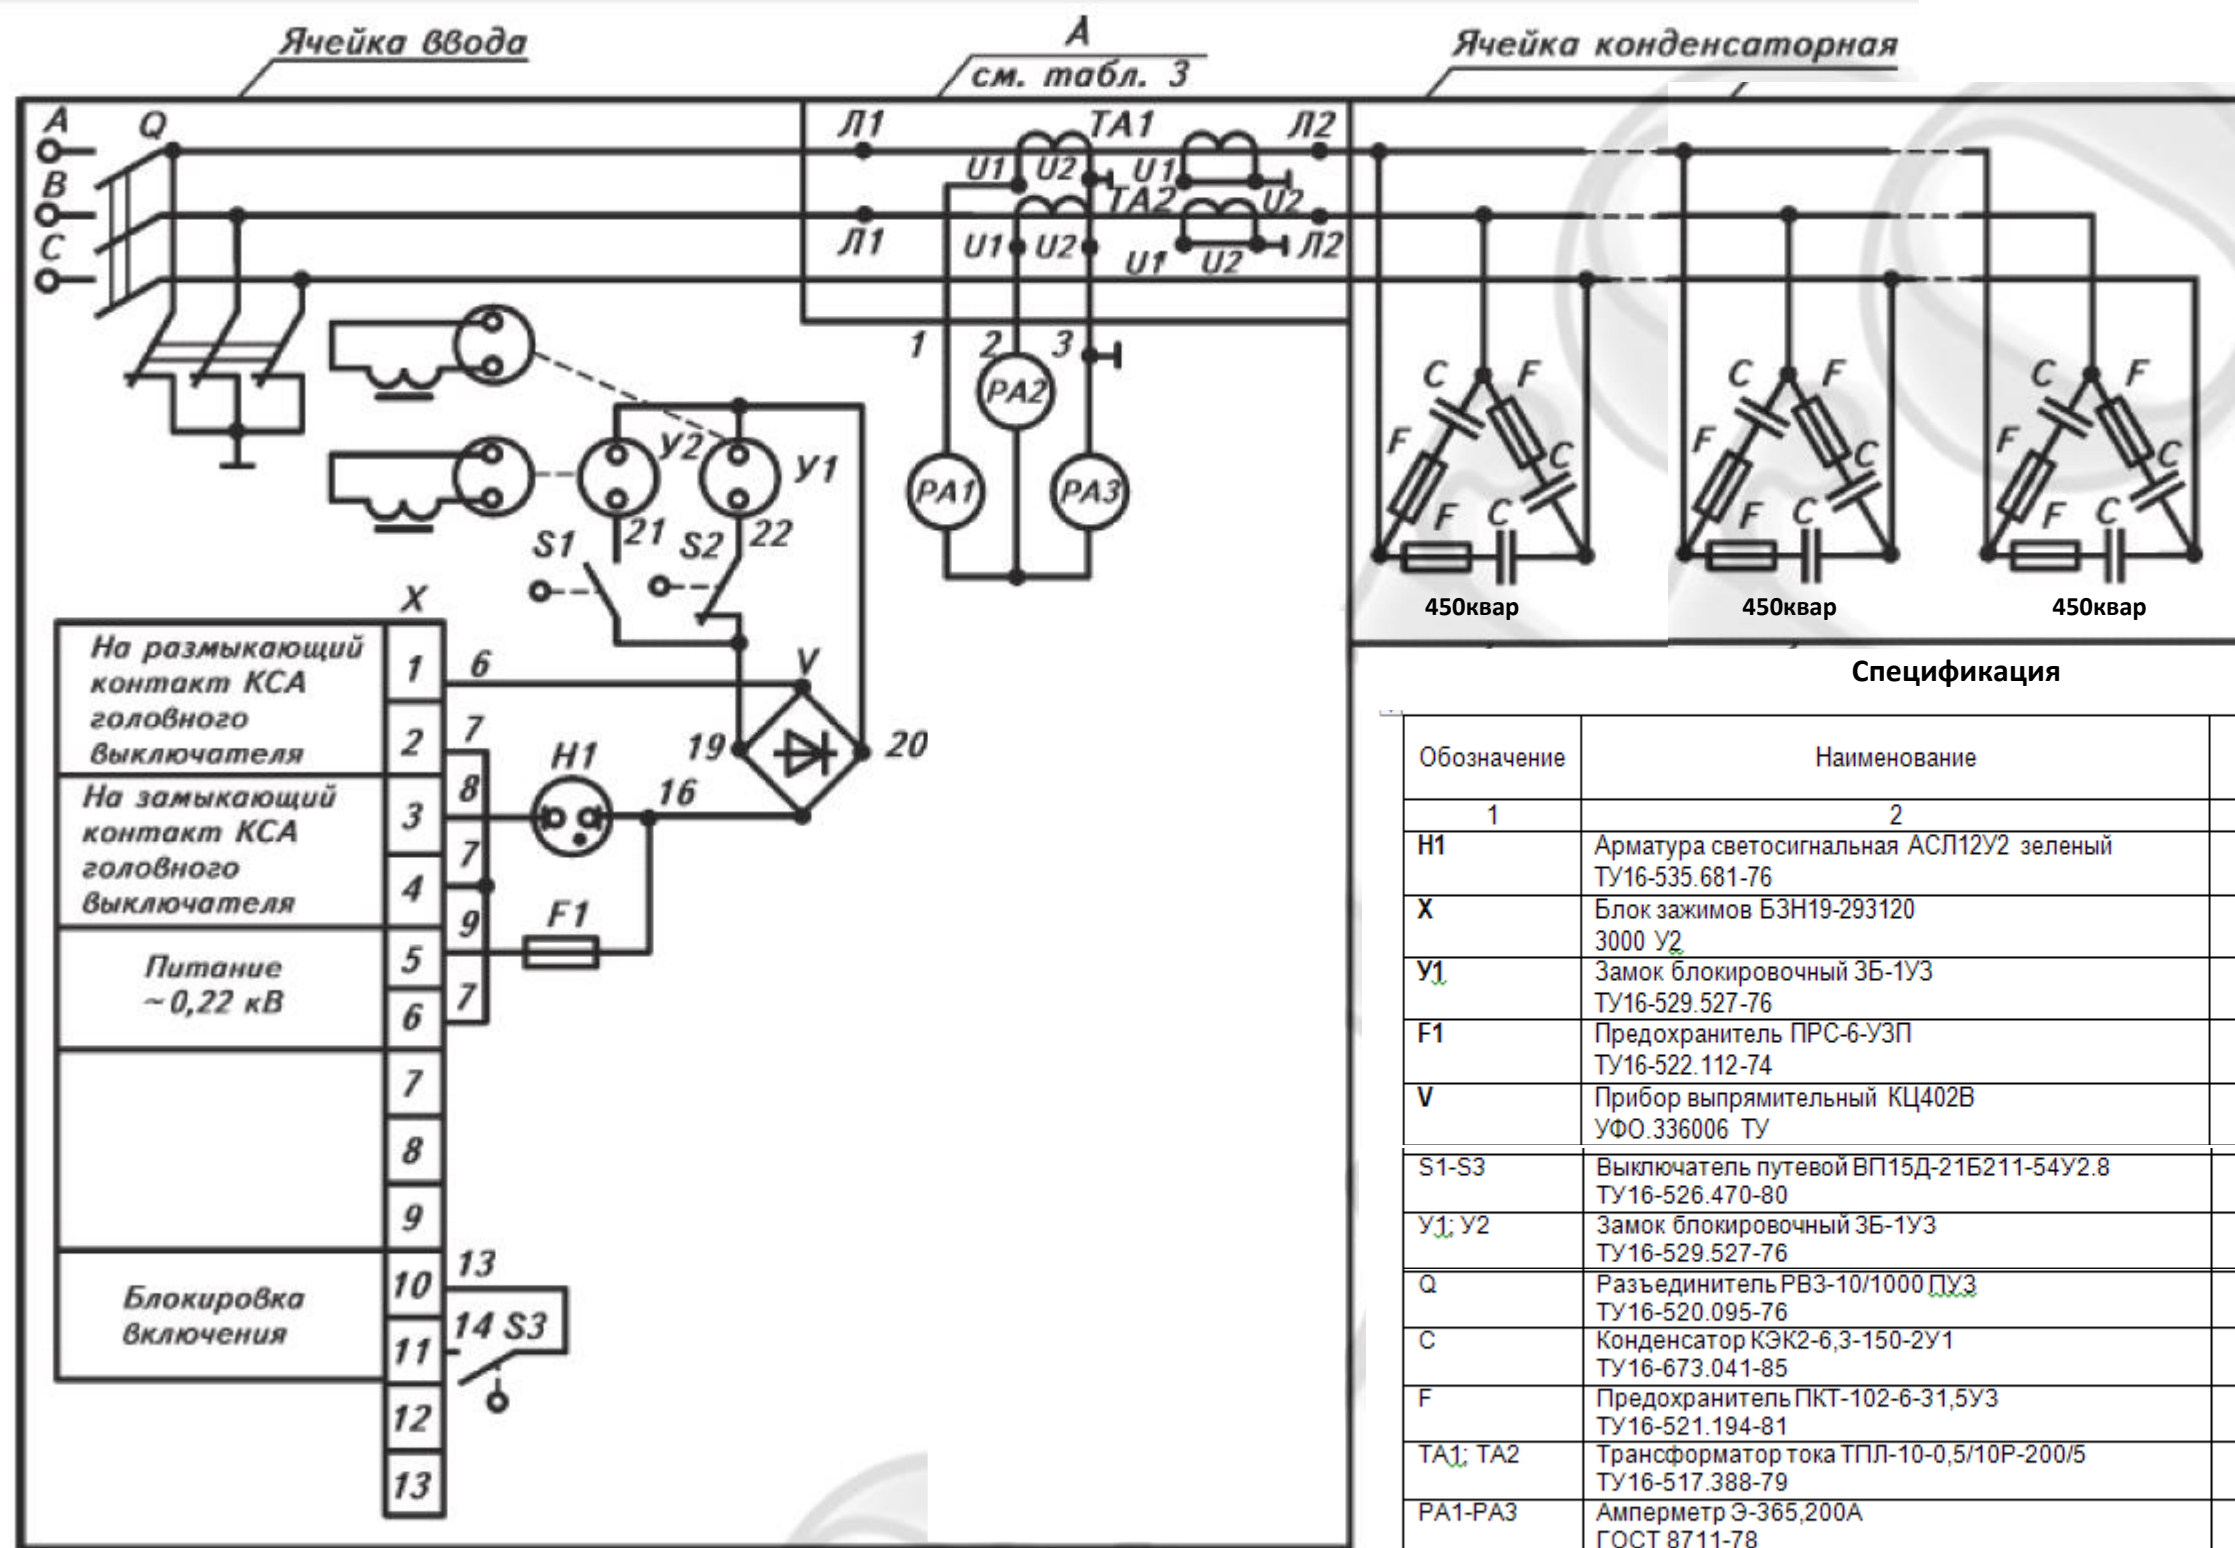 Ячейка ввода
А
см. табл. 3
Ячейка конденсаторная
А
Q
В
С
Л1
ТА1
Л2
U1 U2
U1
ТА2
U2
Л1
U1 U2
U1 U2
Л2
1
2
3
РА2
РА1
РА3
У2
У1
21
22
S1
S2
С F
F С
F С
450квар
С F
F С
F С
450квар
С F
F С
F С
450квар
Х
На размыкающий
контакт КСА
головного
выключателя
1
6
2
7
На замыкающий
контакт КСА
головного
выключателя
3
8
4
7
Питание
~0,22 кВ
5
9
6
7
7
8
9
Блокировка
включения
10
13
11
14 S3
12
13
V
19
20
Н1
16
F1
Спецификация
Обозначение Наименование
1 2
Н1 Арматура светосигнальная АСЛ12У2 зеленый
ТУ16-535.681-76
Х Блок зажимов БЗН19-293120
3000 У2
У1 Замок блокировочный ЗБ-1У3
ТУ16-529.527-76
F1 Предохранитель ПРС-6-УЗП
ТУ16-522.112-74
V Прибор выпрямительный КЦ402В
УФО.336006 ТУ
S1-S3 Выключатель путевой ВП15Д-21Б211-54У2.8
ТУ16-526.470-80
У1; У2 Замок блокировочный ЗБ-1У3
ТУ16-529.527-76
Q Разъединитель РВЗ-10/1000 ПУЗ
ТУ16-520.095-76
С Конденсатор КЭК2-6,3-150-2У1
ТУ16-673.041-85
F Предохранитель ПКТ-102-6-31,5У3
ТУ16-521.194-81
ТА1; ТА2 Трансформатор тока ТПЛ-10-0,5/10Р-200/5
ТУ16-517.388-79
РА1-РА3 Амперметр Э-365,200А
ГОСТ 8711-78